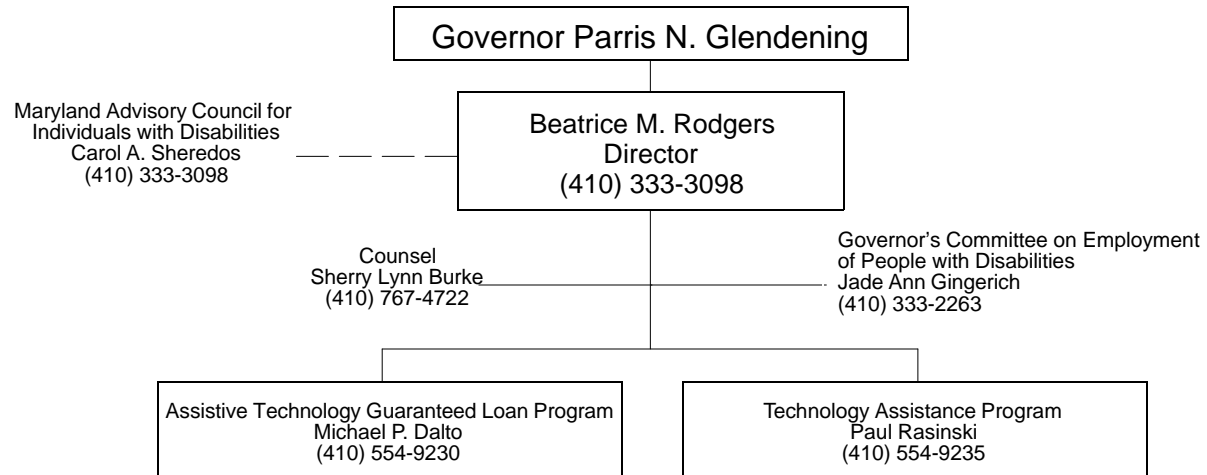 Governor Parris N. Glendening
Maryland Advisory Council for
Individuals with Disabilities
Carol A. Sheredos
(410) 333-3098
Beatrice M. Rodgers
Director
(410) 333-3098
Counsel
Sherry Lynn Burke
(410) 767-4722
Governor's Committee on Employment
of People with Disabilities
Jade Ann Gingerich
(410) 333-2263
Assistive Technology Guaranteed Loan Program
Michael P. Dalto
(410) 554-9230
Technology Assistance Program
Paul Rasinski
(410) 554-9235